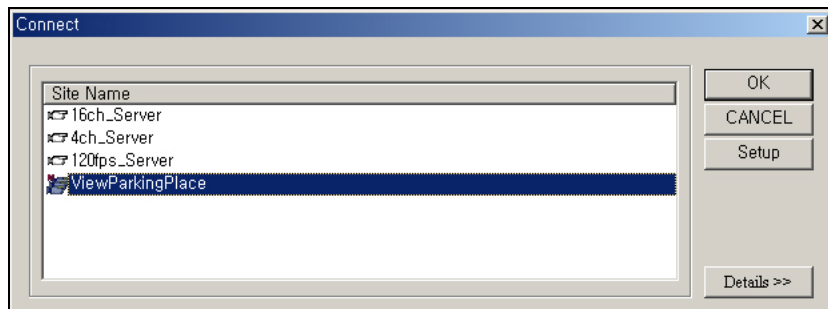 Connect
Site Name
16ch_Server
4ch_Server
120fps_Server
ViewParkingPlace
OK
CANCEL
Setup
Details >>